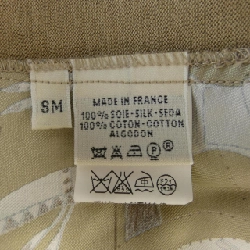 SM
MADE IN FRANCE
100% SOIE-SILK-SEDA
100% COTON-COTTON
ALGODON
P